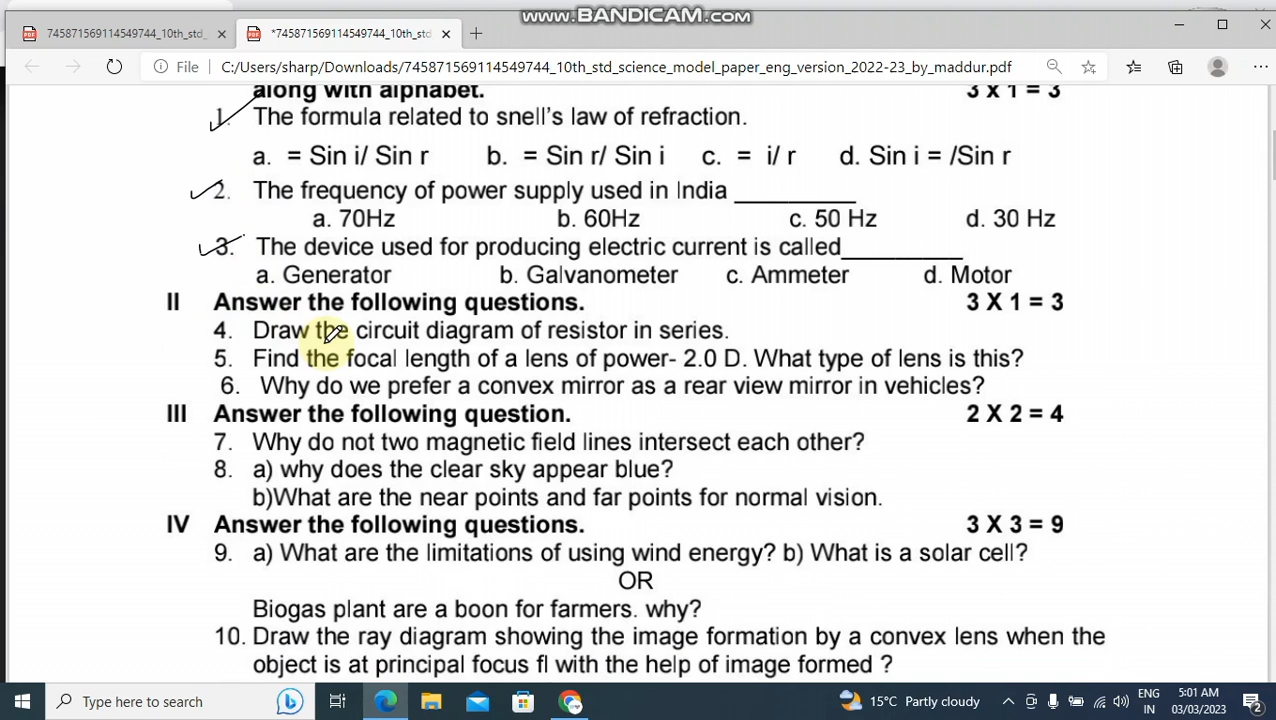 www.BANDICAM.com
745871569114549744_10th_std_
*745871569114549744_10th_std
File C:/Users/sharp/Downloads/745871569114549744_10th_std_science_model_paper_eng_version_2022-23_by_maddur.pdf
along with alphabet. 3 X 1 = 3
1. The formula related to snell's law of refraction.
a. = Sin i/ Sin r b. = Sin r/ Sin i c. = i/ r d. Sin i = /Sin r
2. The frequency of power supply used in India _________
a. 70Hz b. 60Hz c. 50 Hz d. 30 Hz
3. The device used for producing electric current is called_________
a. Generator b. Galvanometer c. Ammeter d. Motor
II Answer the following questions. 3 X 1 = 3
4. Draw the circuit diagram of resistor in series.
5. Find the focal length of a lens of power- 2.0 D. What type of lens is this?
6. Why do we prefer a convex mirror as a rear view mirror in vehicles?
III Answer the following question. 2 X 2 = 4
7. Why do not two magnetic field lines intersect each other?
8. a) why does the clear sky appear blue?
b)What are the near points and far points for normal vision.
IV Answer the following questions. 3 X 3 = 9
9. a) What are the limitations of using wind energy? b) What is a solar cell?
OR
Biogas plant are a boon for farmers. why?
10. Draw the ray diagram showing the image formation by a convex lens when the
object is at principal focus fl with the help of image formed ?
Type here to search
15°C Partly cloudy
ENG
IN
5:01 AM
03/03/2023
2